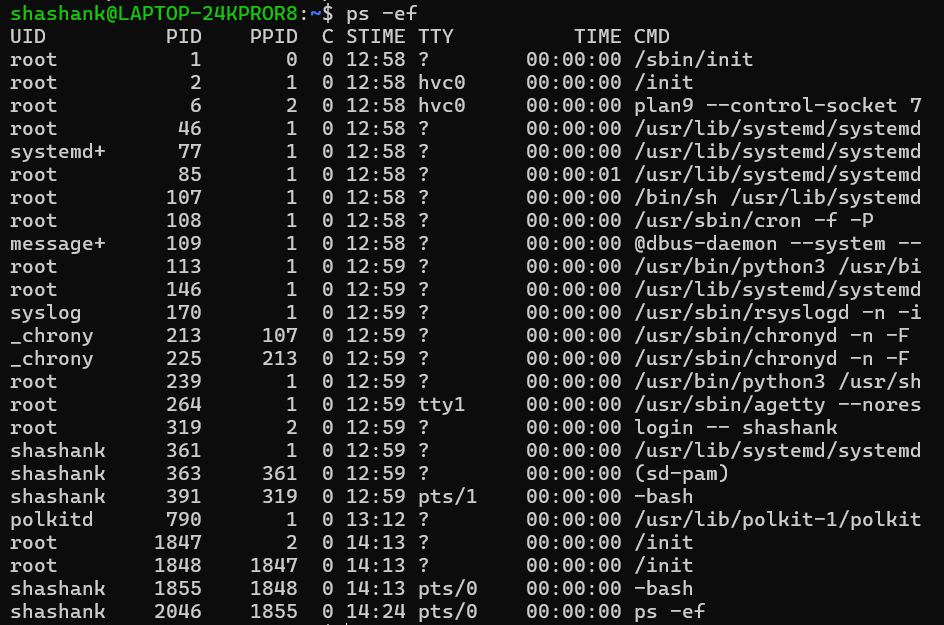 shashank@LAPTOP-24KPROR8:~$ ps -ef
UID          PID    PPID  C STIME TTY          TIME CMD
root           1       0  0 12:58 ?        00:00:00 /sbin/init
root           2       1  0 12:58 hvc0     00:00:00 /init
root           6       2  0 12:58 hvc0     00:00:00 plan9 --control-socket 7
root          46       1  0 12:58 ?        00:00:00 /usr/lib/systemd/systemd
systemd+      77       1  0 12:58 ?        00:00:00 /usr/lib/systemd/systemd
root          85       1  0 12:58 ?        00:00:01 /usr/lib/systemd/systemd
root         107       1  0 12:58 ?        00:00:00 /bin/sh /usr/lib/systemd
root         108       1  0 12:58 ?        00:00:00 /usr/sbin/cron -f -P
message+     109       1  0 12:58 ?        00:00:00 @dbus-daemon --system --
root         113       1  0 12:59 ?        00:00:00 /usr/bin/python3 /usr/bi
root         146       1  0 12:59 ?        00:00:00 /usr/lib/systemd/systemd
syslog       170       1  0 12:59 ?        00:00:00 /usr/sbin/rsyslogd -n -i
_chrony      213     107  0 12:59 ?        00:00:00 /usr/sbin/chronyd -n -F
_chrony      225     213  0 12:59 ?        00:00:00 /usr/sbin/chronyd -n -F
root         239       1  0 12:59 ?        00:00:00 /usr/bin/python3 /usr/sh
root         264       1  0 12:59 tty1     00:00:00 /usr/sbin/agetty --nores
root         319       2  0 12:59 ?        00:00:00 login -- shashank
shashank     361       1  0 12:59 ?        00:00:00 /usr/lib/systemd/systemd
shashank     363     361  0 12:59 ?        00:00:00 (sd-pam)
shashank     391     319  0 12:59 pts/1    00:00:00 -bash
polkitd      790       1  0 13:12 ?        00:00:00 /usr/lib/polkit-1/polkit
root        1847       2  0 14:13 ?        00:00:00 /init
root        1848    1847  0 14:13 ?        00:00:00 /init
shashank    1855    1848  0 14:13 pts/0    00:00:00 -bash
shashank    2046    1855  0 14:24 pts/0    00:00:00 ps -ef